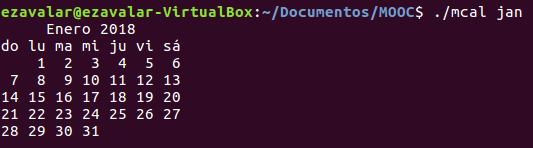 ezavalar@ezavalar-VirtualBox:~/Documentos/MOOC$ ./mcal jan
Enero 2018
do lu ma mi ju vi sá
1 2 3 4 5 6
7 8 9 10 11 12 13
14 15 16 17 18 19 20
21 22 23 24 25 26 27
28 29 30 31